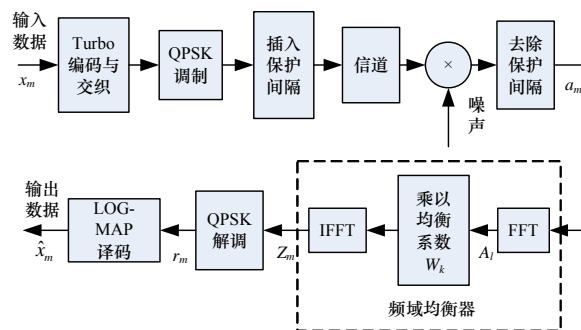 输入
数据
x_m
Turbo
编码与
交织
QPSK
调制
插入
保护
间隔
信道
×
噪声
去除
保护
间隔
a_m
输出
数据
x̂_m
LOG-
MAP
译码
r_m
QPSK
解调
Z_m
IFFT
乘以
均衡
系数
W_k
A_l
FFT
频域均衡器